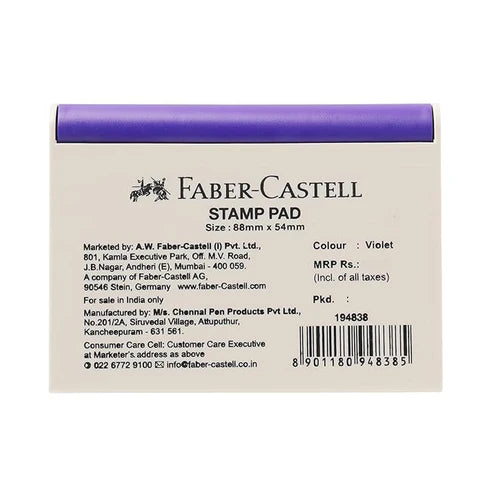 FABER-CASTELL
STAMP PAD
Size : 88mm x 54mm
Marketed by: A.W. Faber-Castell (I) Pvt. Ltd.,
801, Kamla Executive Park, Off. M.V. Road,
J.B.Nagar, Andheri (E), Mumbai - 400 059.
A company of Faber-Castell AG,
90546 Stein, Germany www.faber-castell.com
For sale in India only
Manufactured by: M/s. Chennai Pen Products Pvt Ltd.,
No.201/2A, Siruvedal Village, Attuputhur,
Kancheepuram - 631 561.
Consumer Care Cell: Customer Care Executive
at Marketer's address as above
022 6772 9100 info@faber-castell.co.in
Colour : Violet
MRP Rs.:
(Incl. of all taxes)
Pkd. :
194838
8 901180 948385